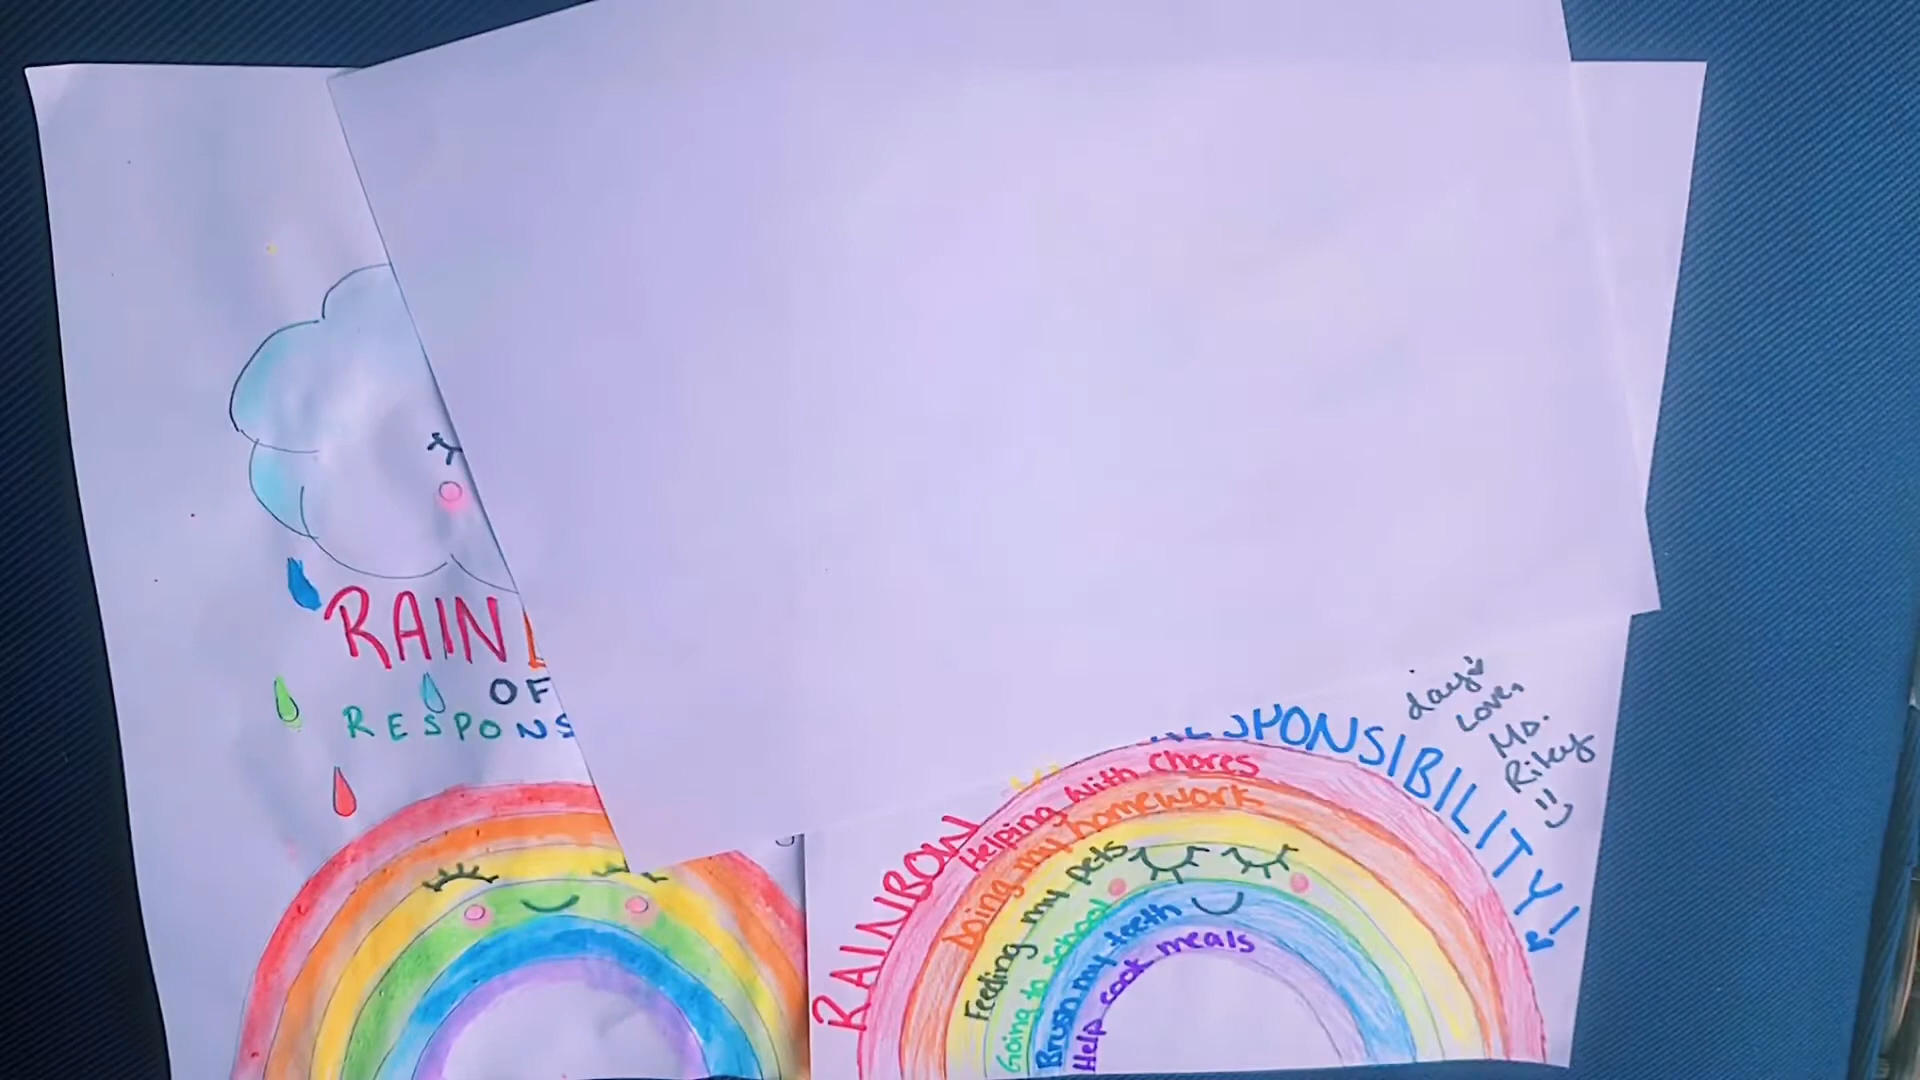 RAIN
OF
RESPONS
day
Love,
Ms.
Riley
RAINBOW
SPONSIBILITY!
Helping with chores
Doing my homework
Feeding my pets
Going to school
Brush my teeth
Help cook meals